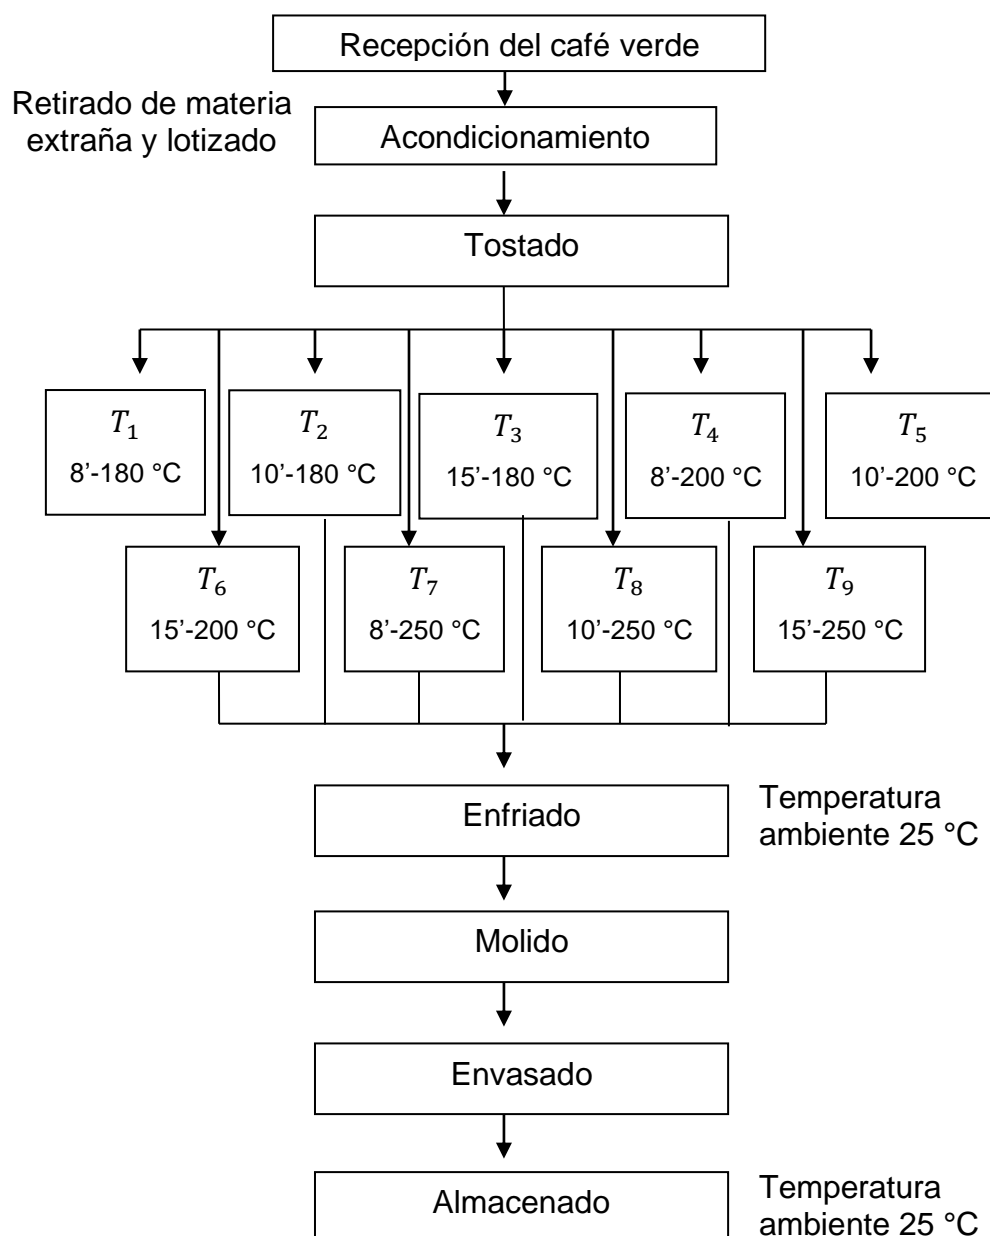 Recepción del café verde
Retirado de materia
extraña y lotizado
Acondicionamiento
Tostado
T₁
8’-180 °C
T₂
10’-180 °C
T₃
15’-180 °C
T₄
8’-200 °C
T₅
10’-200 °C
T₆
15’-200 °C
T₇
8’-250 °C
T₈
10’-250 °C
T₉
15’-250 °C
Enfriado
Temperatura
ambiente 25 °C
Molido
Envasado
Almacenado
Temperatura
ambiente 25 °C